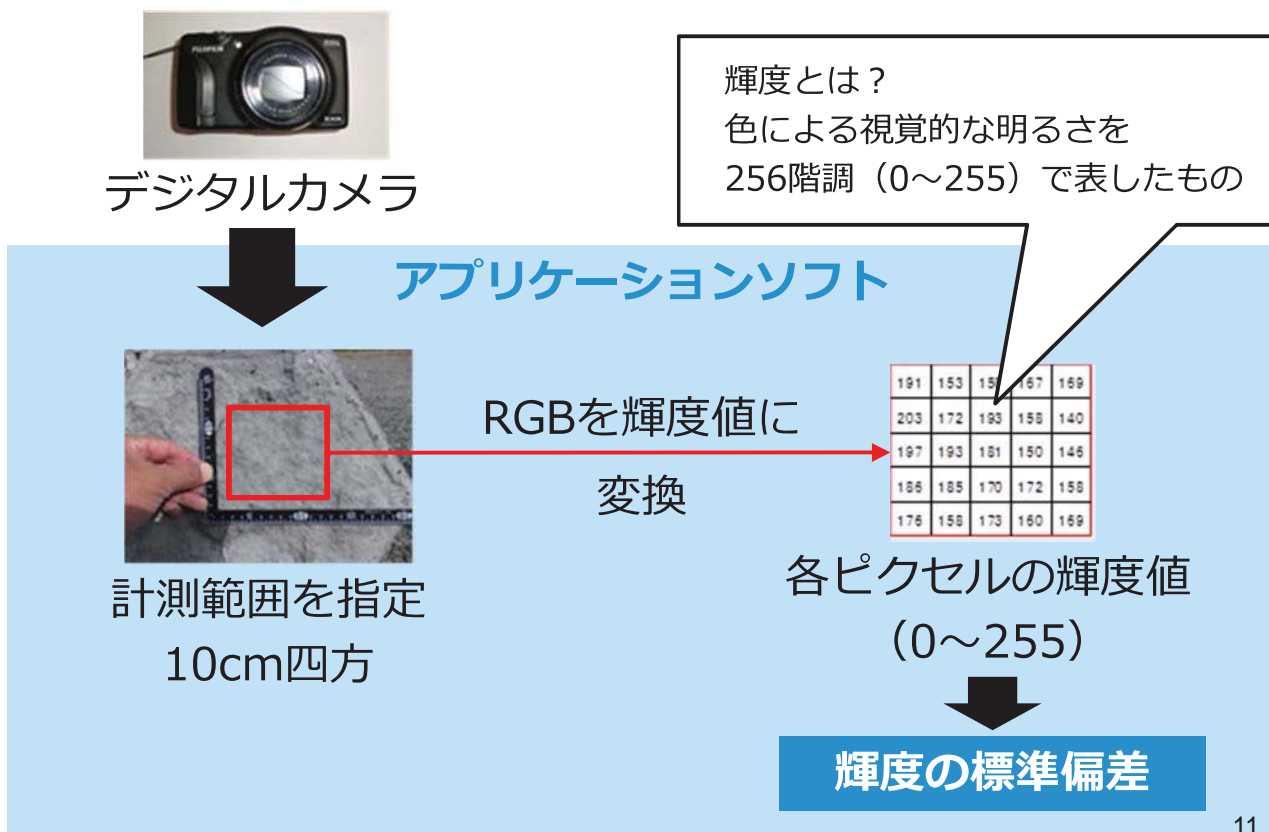 輝度とは？
色による視覚的な明るさを
256階調（0～255）で表したもの
デジタルカメラ
アプリケーションソフト
RGBを輝度値に
変換
191 153 167 169
203 172 193 158 140
197 193 181 150 146
186 185 170 172 158
176 158 173 160 169
計測範囲を指定
10cm四方
各ピクセルの輝度値
（0～255）
輝度の標準偏差
11